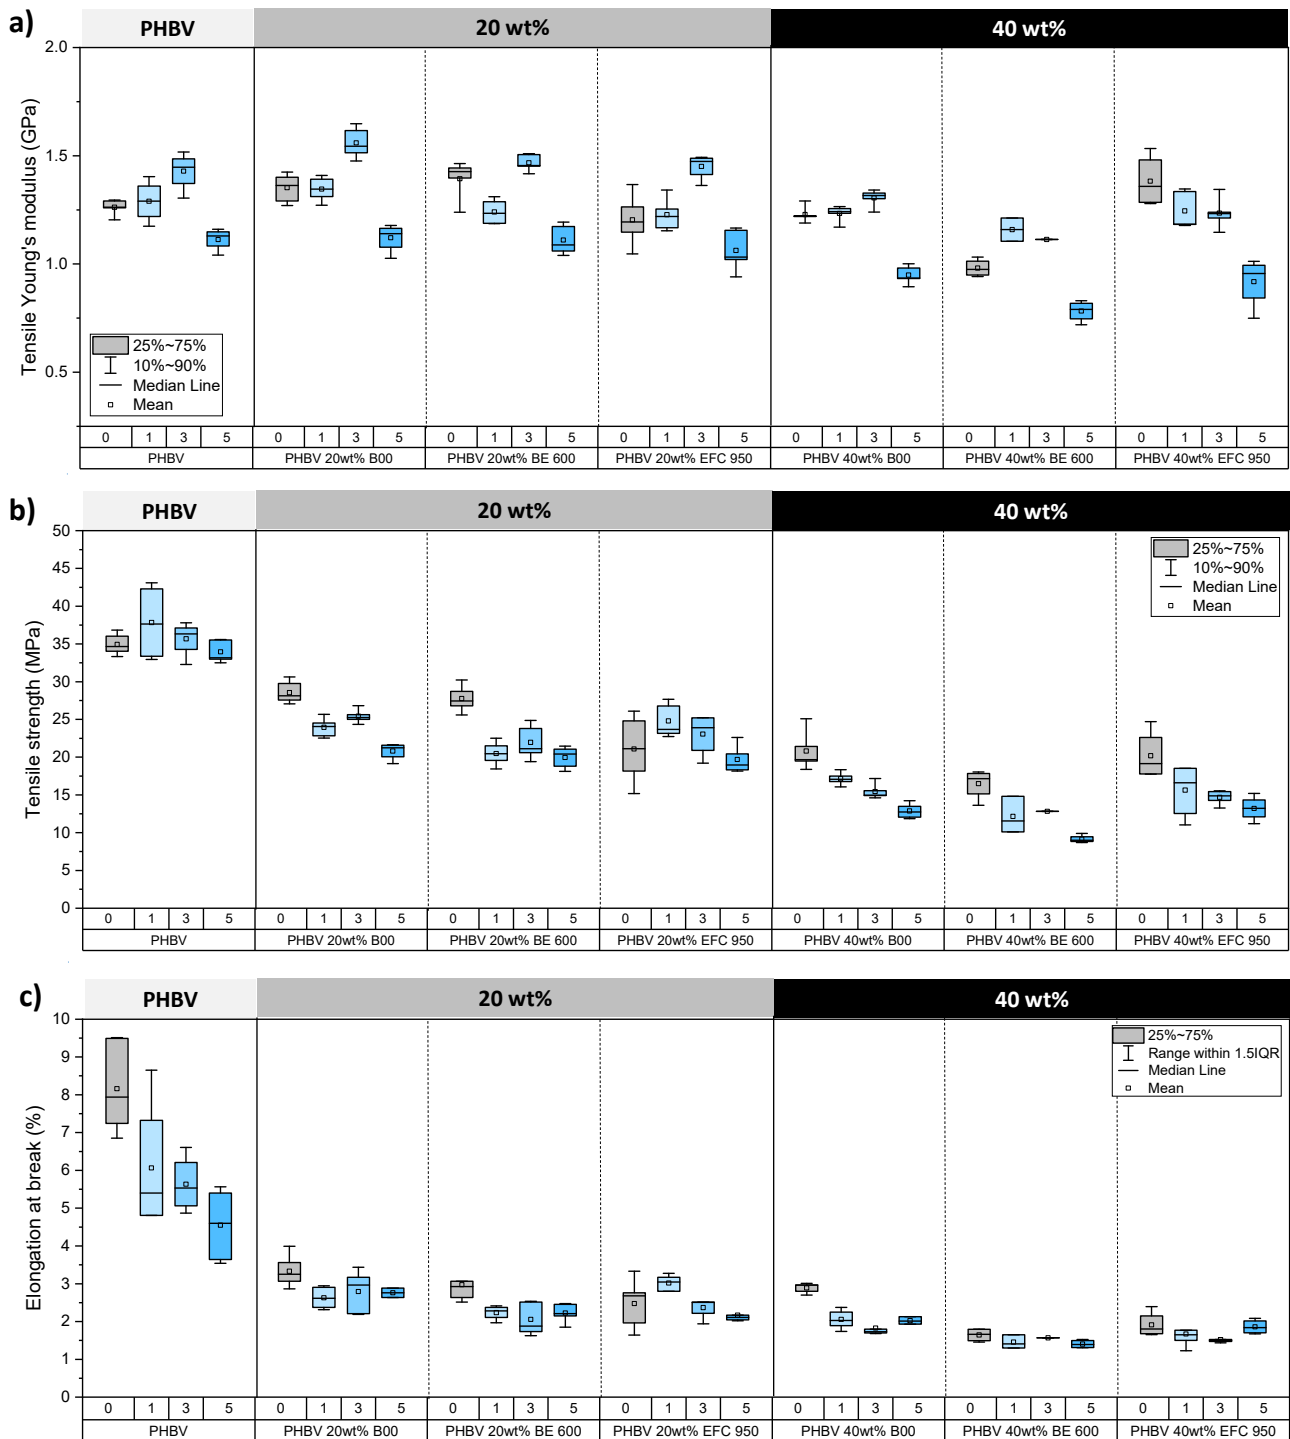 a)
PHBV
20 wt%
40 wt%
Tensile Young's modulus (GPa)
2.0
1.5
1.0
0.5
25%~75%
10%~90%
Median Line
Mean
0 1 3 5 0 1 3 5 0 1 3 5 0 1 3 5 0 1 3 5 0 1 3 5 0 1 3 5
PHBV PHBV 20wt% B00 PHBV 20wt% BE 600 PHBV 20wt% EFC 950 PHBV 40wt% B00 PHBV 40wt% BE 600 PHBV 40wt% EFC 950
b)
PHBV
20 wt%
40 wt%
Tensile strength (MPa)
50
45
40
35
30
25
20
15
10
5
0
25%~75%
10%~90%
Median Line
Mean
0 1 3 5 0 1 3 5 0 1 3 5 0 1 3 5 0 1 3 5 0 1 3 5 0 1 3 5
PHBV PHBV 20wt% B00 PHBV 20wt% BE 600 PHBV 20wt% EFC 950 PHBV 40wt% B00 PHBV 40wt% BE 600 PHBV 40wt% EFC 950
c)
PHBV
20 wt%
40 wt%
Elongation at break (%)
10
9
8
7
6
5
4
3
2
1
0
25%~75%
Range within 1.5IQR
Median Line
Mean
0 1 3 5 0 1 3 5 0 1 3 5 0 1 3 5 0 1 3 5 0 1 3 5 0 1 3 5
PHBV PHBV 20wt% B00 PHBV 20wt% BE 600 PHBV 20wt% EFC 950 PHBV 40wt% B00 PHBV 40wt% BE 600 PHBV 40wt% EFC 950